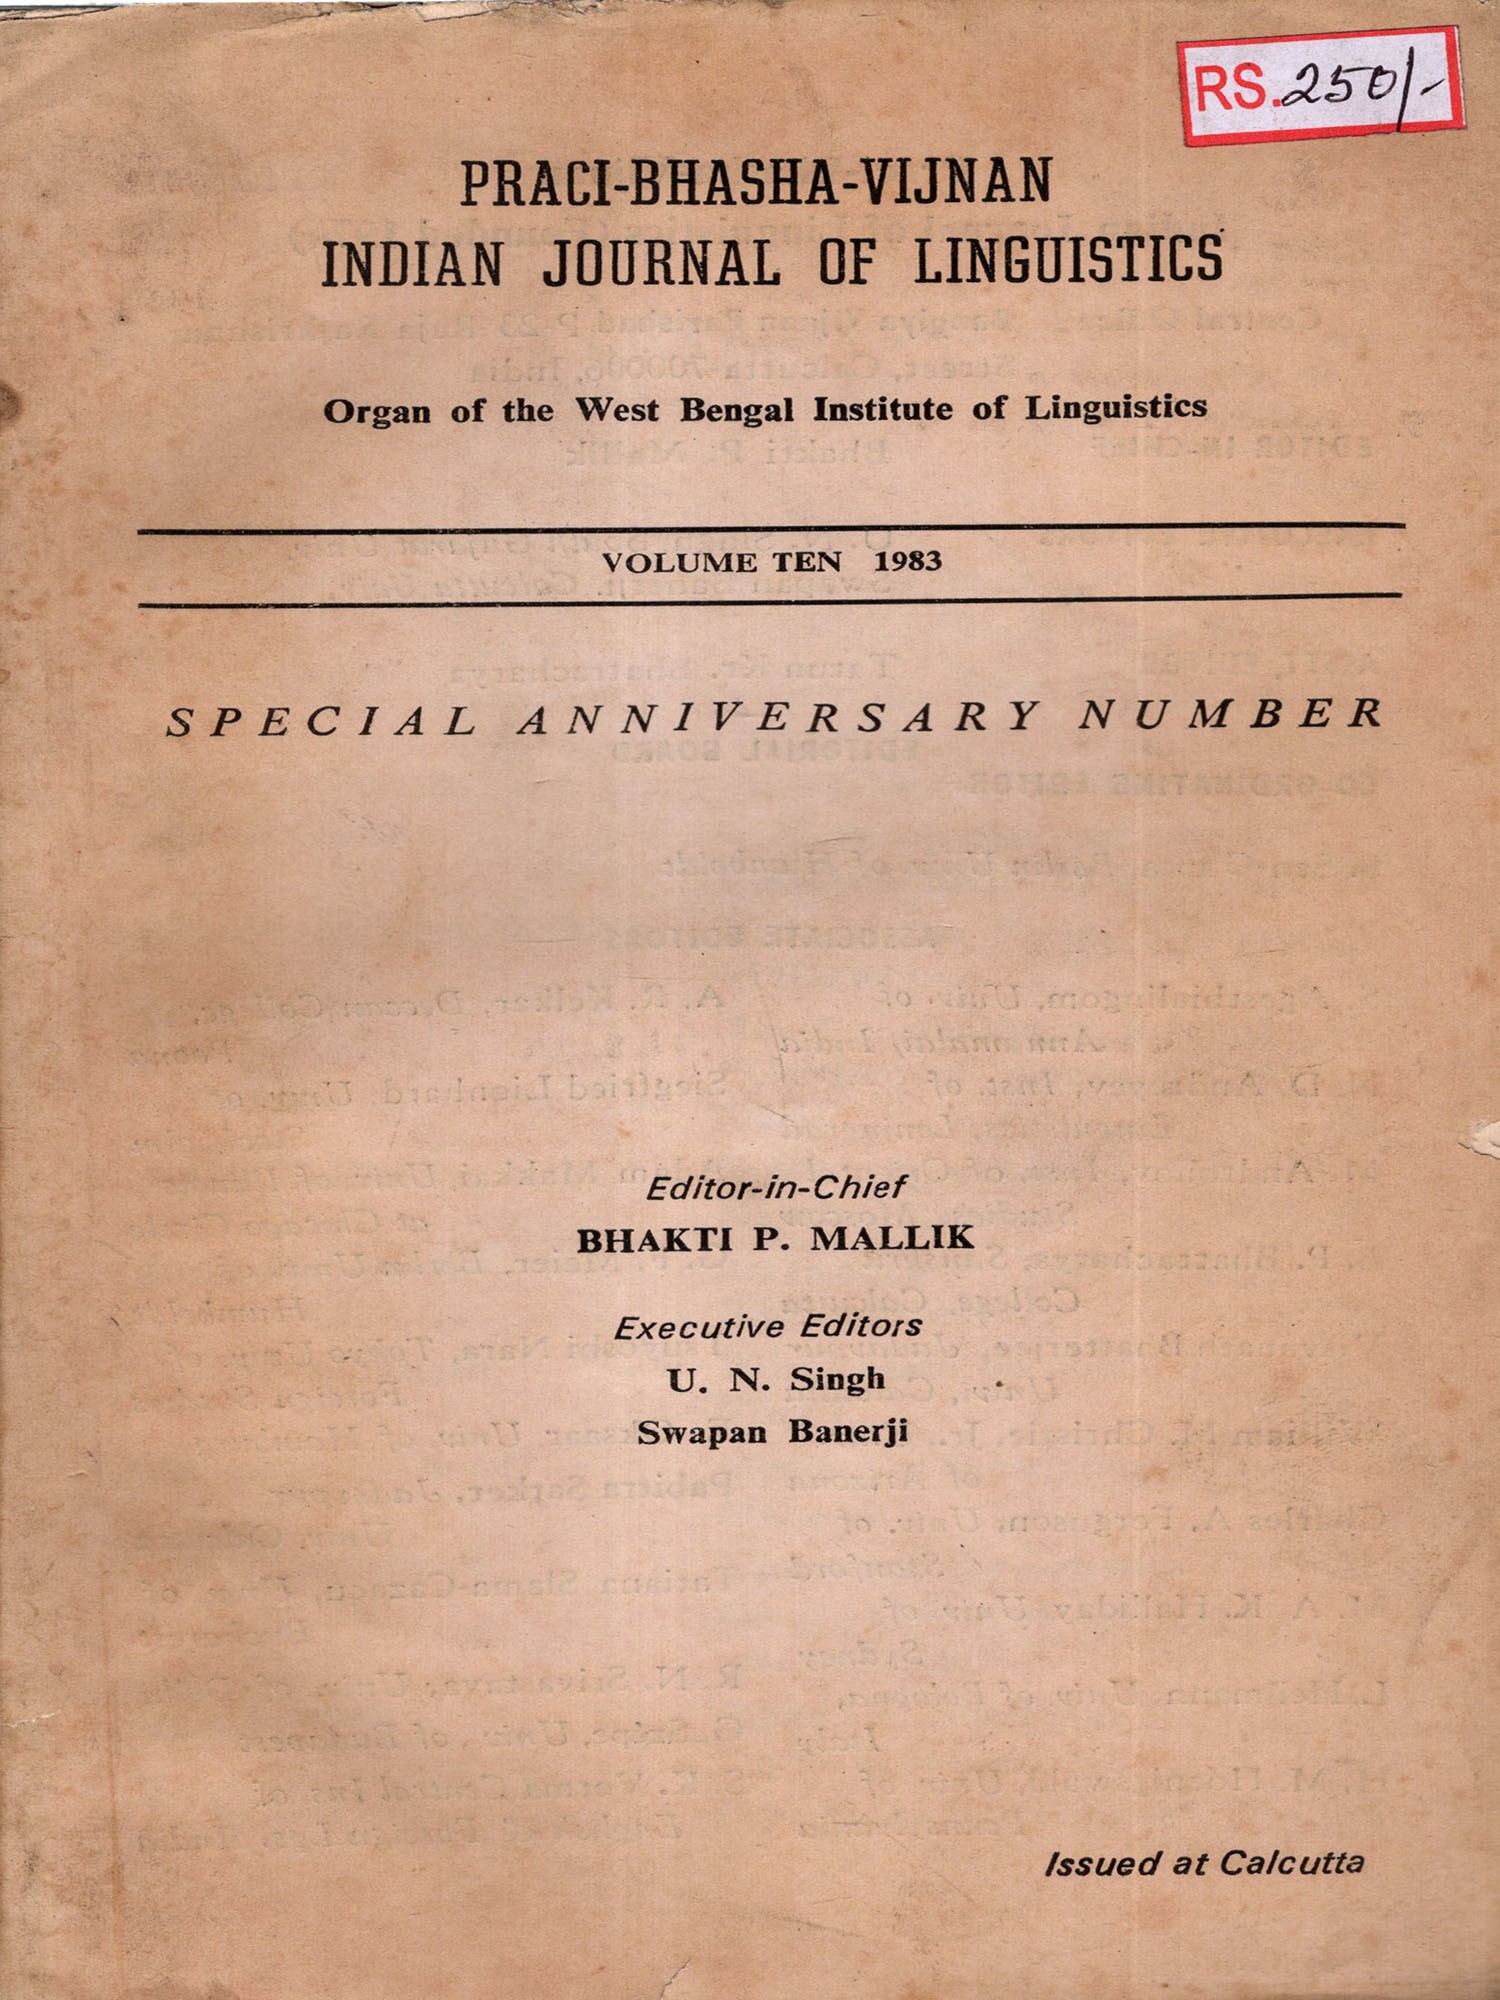 RS. 250/-
PRACI-BHASHA-VIJNAN
INDIAN JOURNAL OF LINGUISTICS
Organ of the West Bengal Institute of Linguistics
VOLUME TEN 1983
SPECIAL ANNIVERSARY NUMBER
Editor-in-Chief
BHAKTI P. MALLIK
Executive Editors
U. N. Singh
Swapan Banerji
Issued at Calcutta